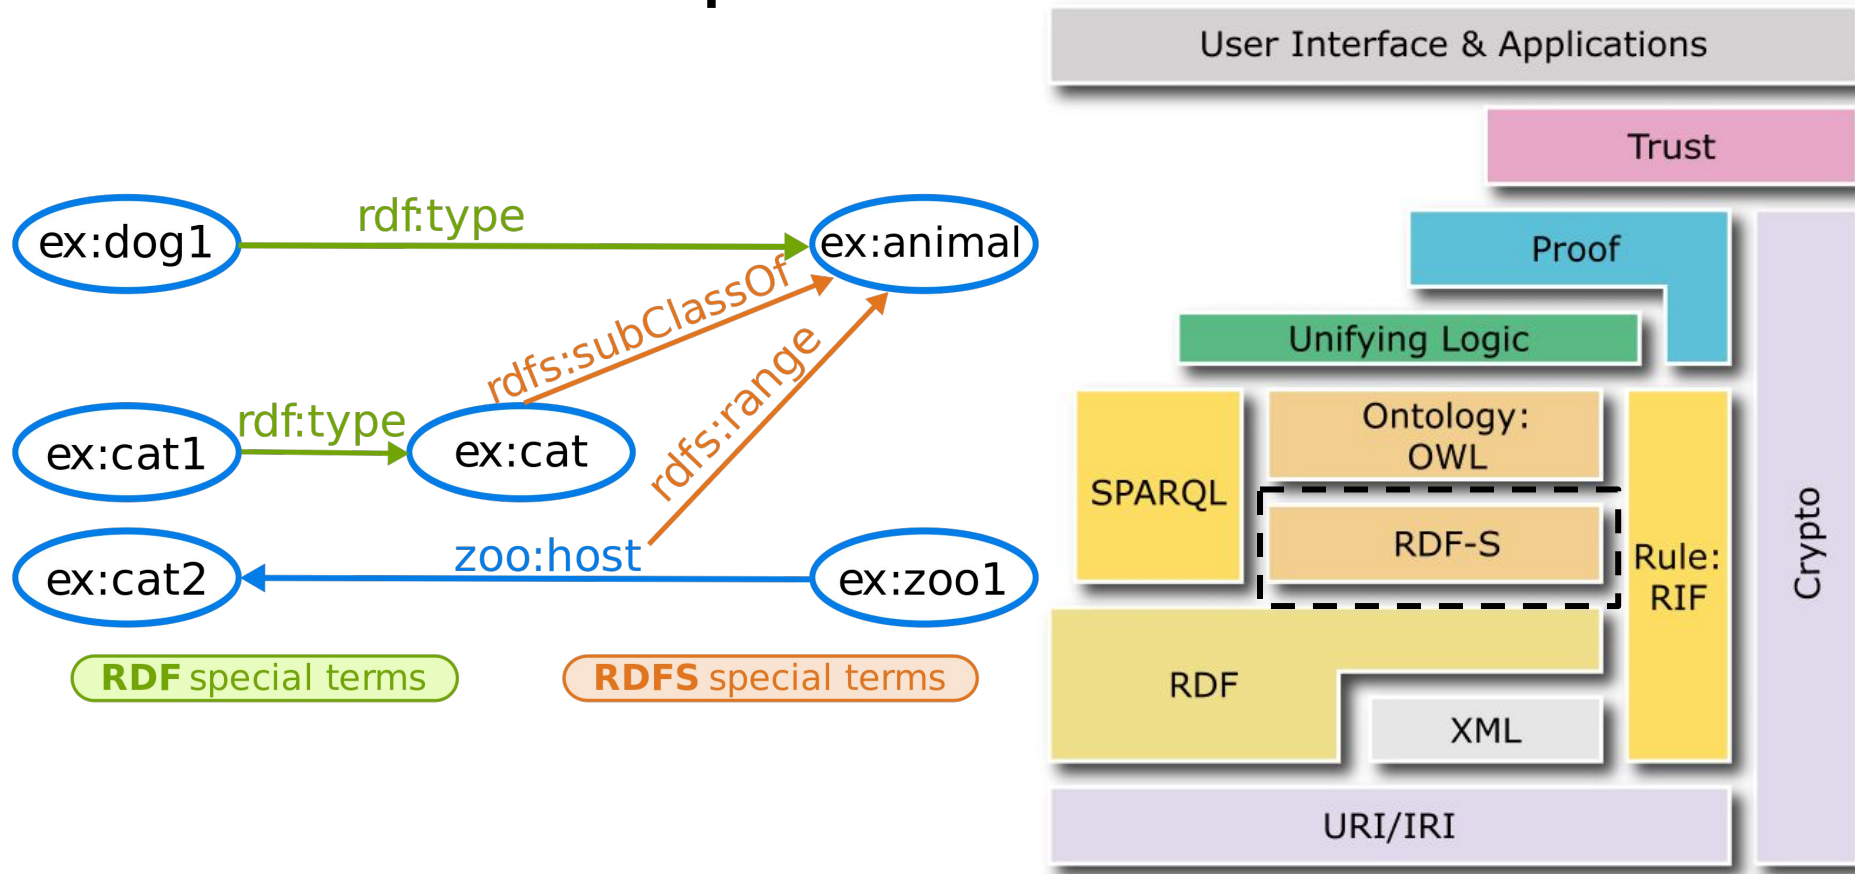 rdf:type
ex:dog1
ex:animal
rdfs:subClassOf
rdfs:range
rdf:type
ex:cat1
ex:cat
zoo:host
ex:cat2
ex:zoo1
RDF special terms
RDFS special terms
User Interface & Applications
Trust
Proof
Unifying Logic
Ontology:
OWL
SPARQL
RDF-S
Rule:
RIF
Crypto
RDF
XML
URI/IRI